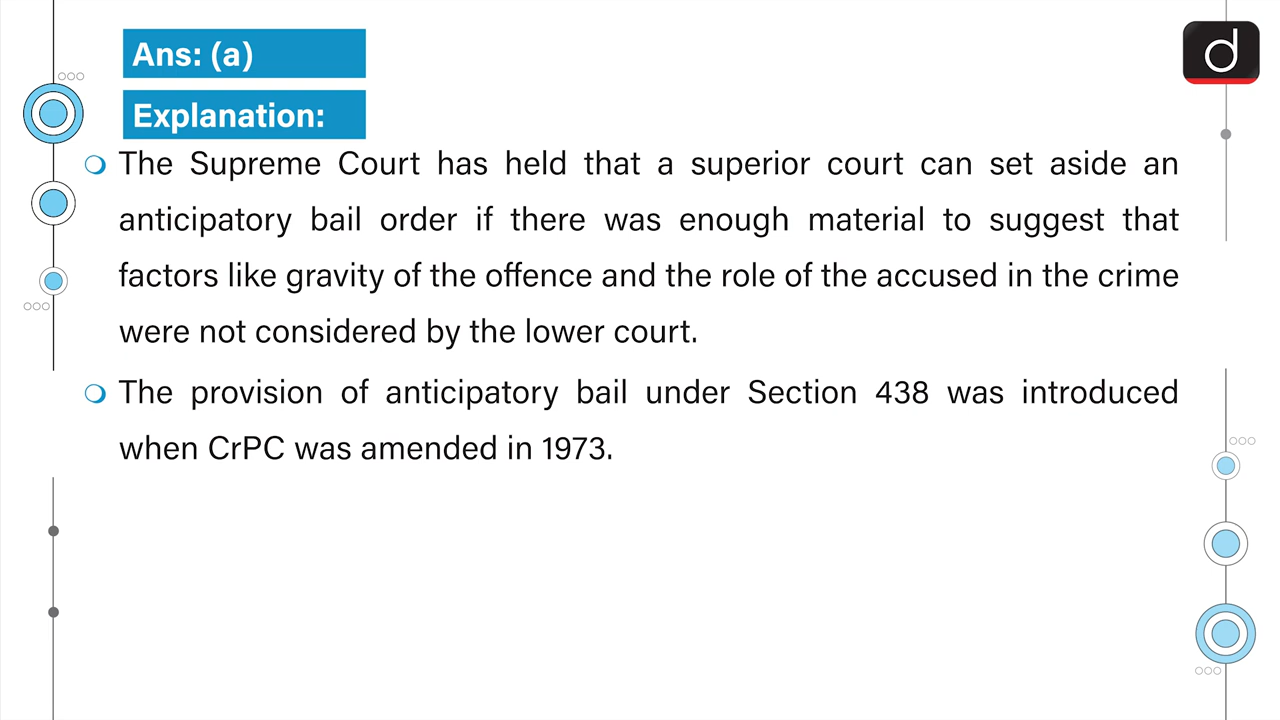 Ans: (a)
d
Explanation:
The Supreme Court has held that a superior court can set aside an
anticipatory bail order if there was enough material to suggest that
factors like gravity of the offence and the role of the accused in the crime
were not considered by the lower court.
The provision of anticipatory bail under Section 438 was introduced
when CrPC was amended in 1973.